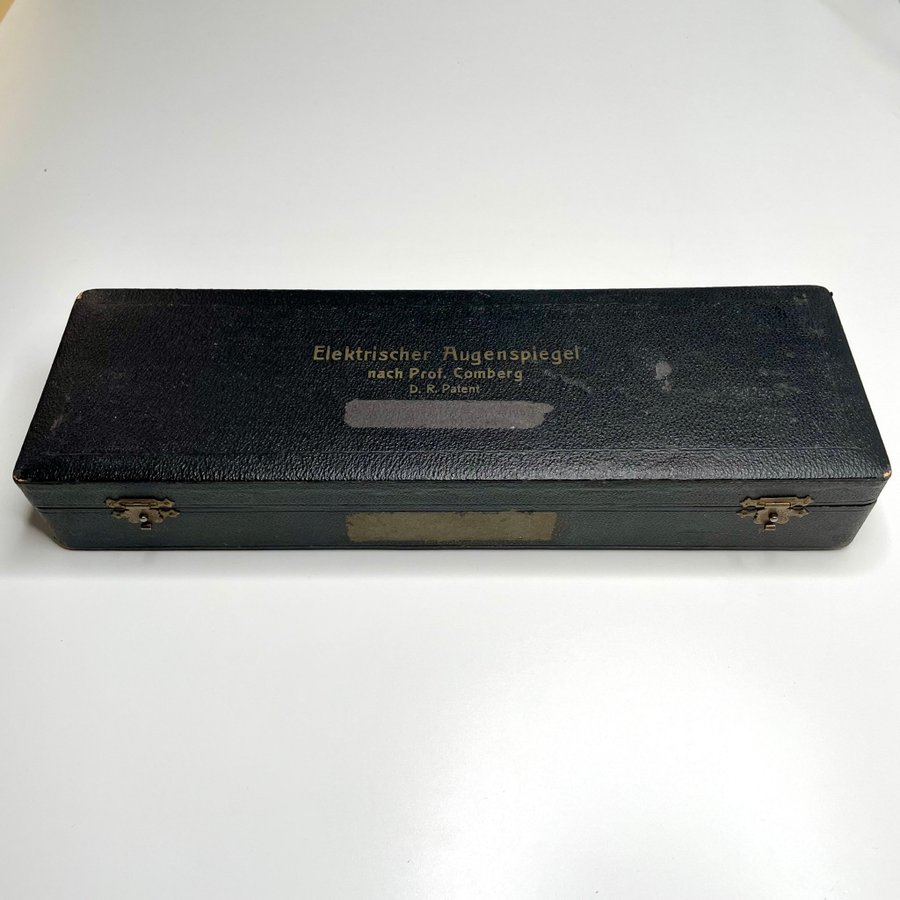 Elektrischer Augenspiegel
nach Prof. Comberg
D. R. Patent